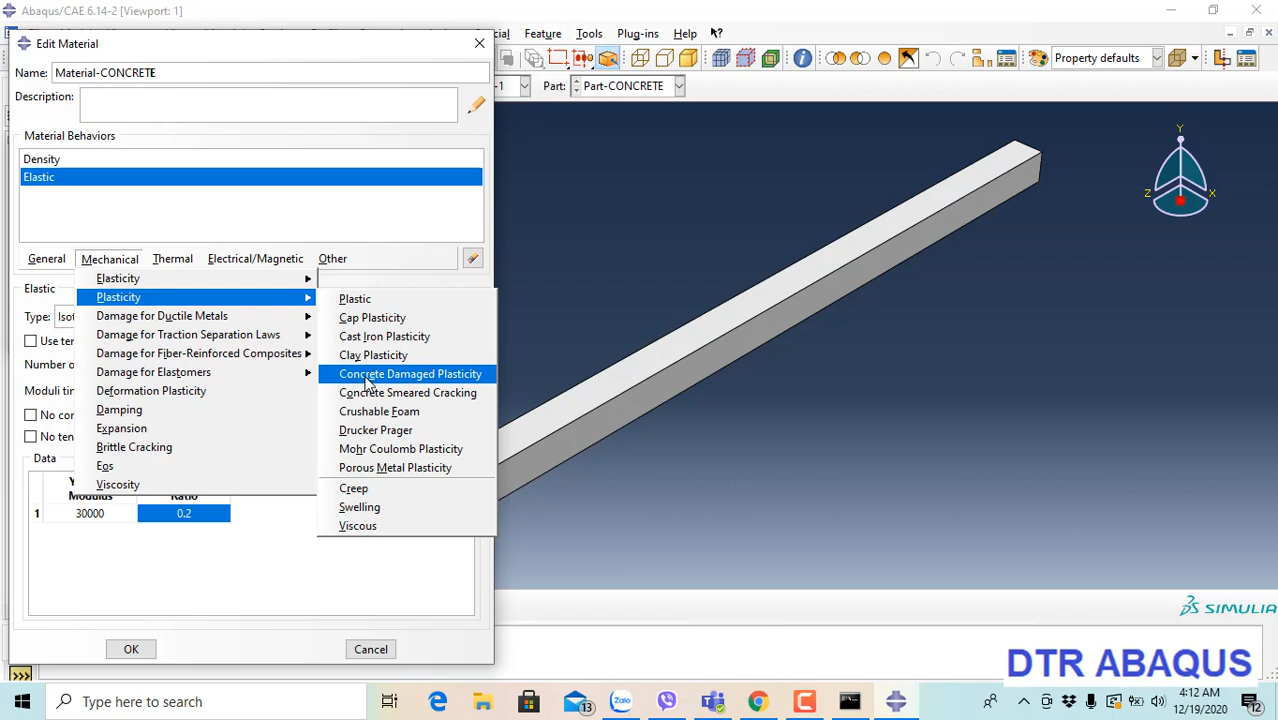 Abaqus/CAE 6.14-2 [Viewport: 1]
Edit Material
Feature Tools Plug-ins Help
Name: Material-CONCRETE
Property defaults
-1 Part: Part-CONCRETE
Description:
Material Behaviors
Density
Elastic
General Mechanical Thermal Electrical/Magnetic Other
Elasticity
Elastic
Plasticity
Plastic
Damage for Ductile Metals
Cap Plasticity
Damage for Traction Separation Laws
Cast Iron Plasticity
Damage for Fiber-Reinforced Composites
Clay Plasticity
Damage for Elastomers
Concrete Damaged Plasticity
Deformation Plasticity
Concrete Smeared Cracking
Damping
Crushable Foam
Expansion
Drucker Prager
Brittle Cracking
Mohr Coulomb Plasticity
Eos
Porous Metal Plasticity
Viscosity
Creep
Swelling
Viscous
Type:
Use
Number
Moduli
No
No
Data
Modulus Ratio
1 30000 0.2
OK Cancel
Y
Z X
SIMULIA
DTR ABAQUS
Type here to search
13
Zalo
4:12 AM
12/19/2020
12